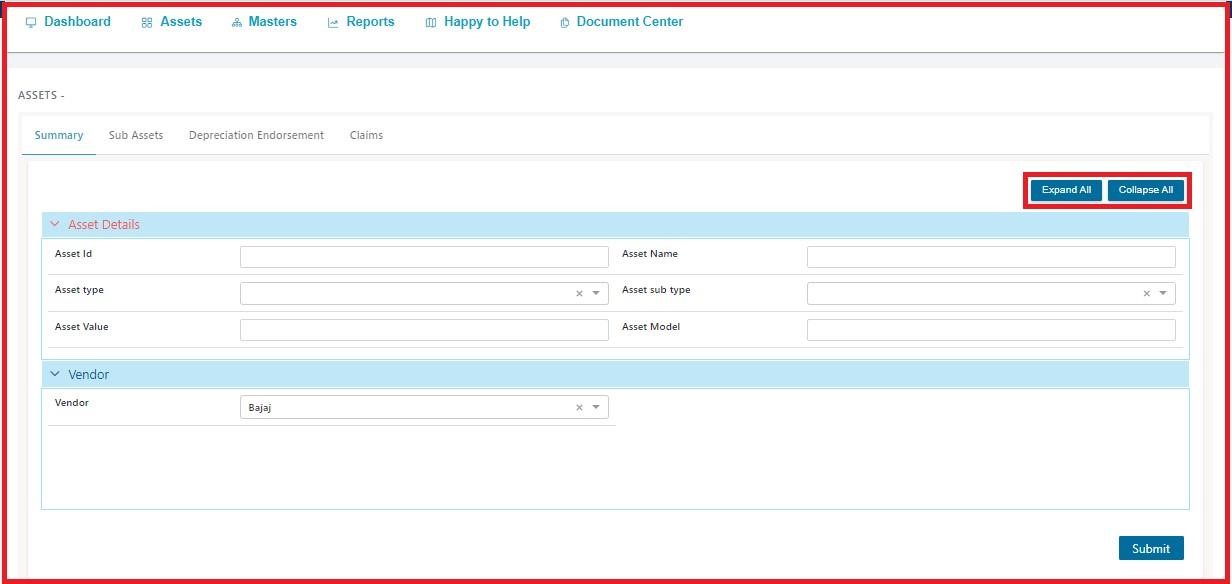 Dashboard Assets Masters Reports Happy to Help Document Center
ASSETS -
Summary Sub Assets Depreciation Endorsement Claims
Expand All Collapse All
Asset Details
Asset Id Asset Name
Asset type Asset sub type
Asset Value Asset Model
Vendor
Vendor Bajaj
Submit